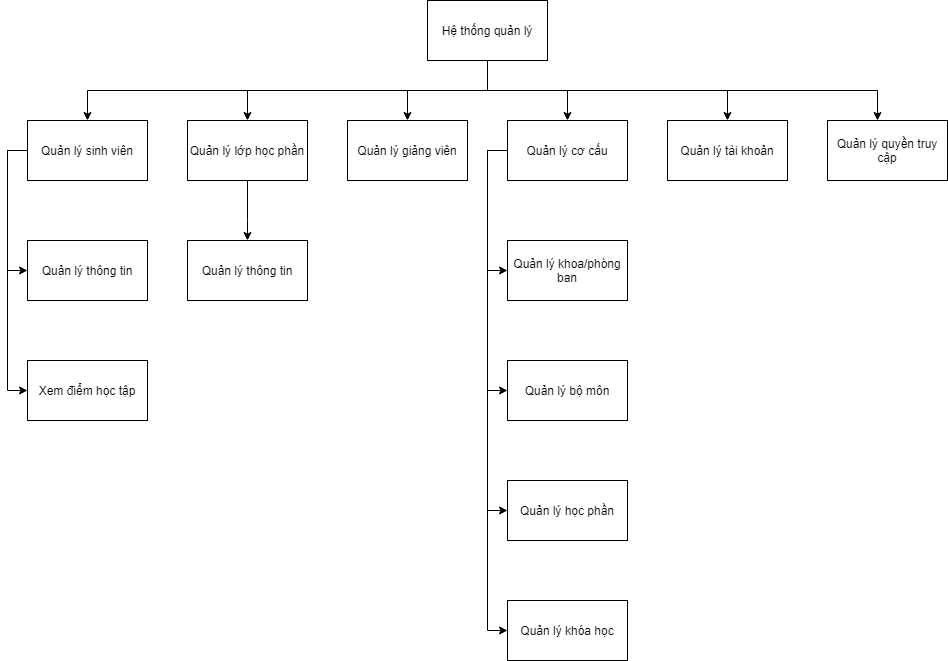 Hệ thống quản lý
Quản lý sinh viên
Quản lý lớp học phần
Quản lý giảng viên
Quản lý cơ cấu
Quản lý tài khoản
Quản lý quyền truy
cập
Quản lý thông tin
Quản lý thông tin
Quản lý khoa/phòng
ban
Xem điểm học tập
Quản lý bộ môn
Quản lý học phần
Quản lý khóa học